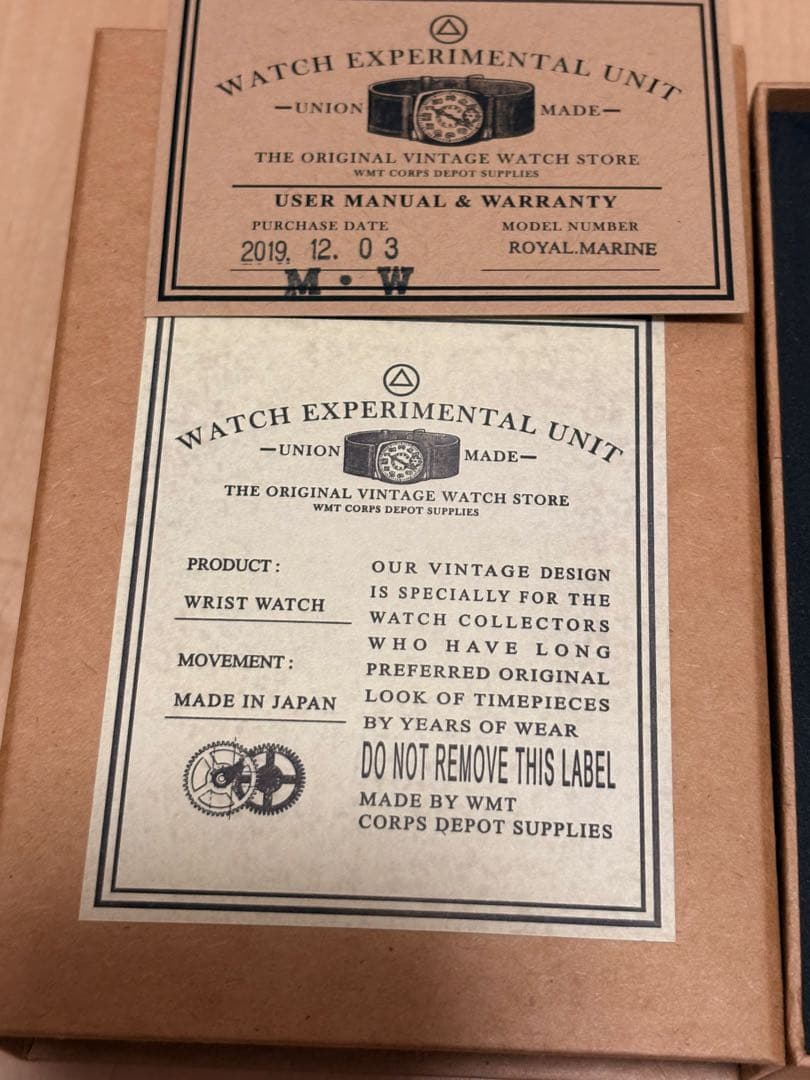 WATCH EXPERIMENTAL UNIT
UNION MADE
THE ORIGINAL VINTAGE WATCH STORE
WMT CORPS DEPOT SUPPLIES
USER MANUAL & WARRANTY
PURCHASE DATE MODEL NUMBER
2019. 12. 03 ROYAL.MARINE
M・W
WATCH EXPERIMENTAL UNIT
UNION MADE
THE ORIGINAL VINTAGE WATCH STORE
WMT CORPS DEPOT SUPPLIES
PRODUCT :
WRIST WATCH
MOVEMENT :
MADE IN JAPAN
OUR VINTAGE DESIGN
IS SPECIALLY FOR THE
WATCH COLLECTORS
WHO HAVE LONG
PREFERRED ORIGINAL
LOOK OF TIMEPIECES
BY YEARS OF WEAR
DO NOT REMOVE THIS LABEL
MADE BY WMT
CORPS DEPOT SUPPLIES